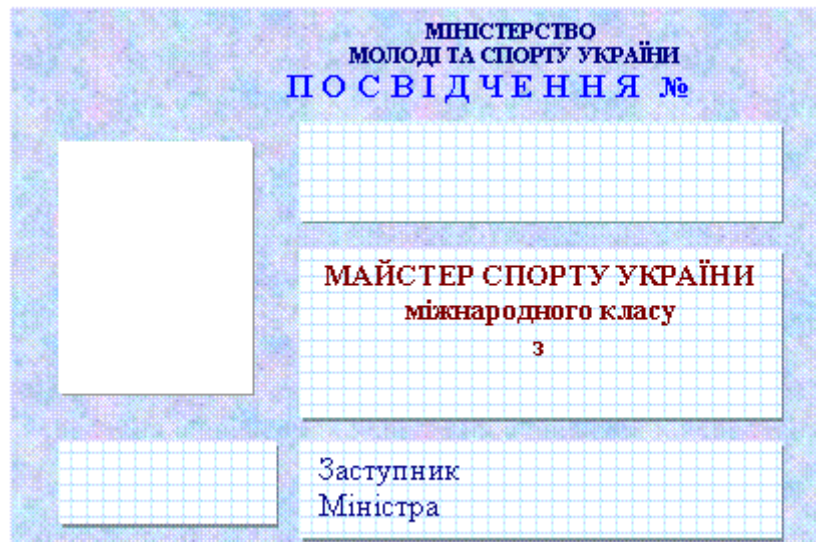 МІНІСТЕРСТВО
МОЛОДІ ТА СПОРТУ УКРАЇНИ
П О С В І Д Ч Е Н Н Я №
МАЙСТЕР СПОРТУ УКРАЇНИ
міжнародного класу
з
Заступник
Міністра